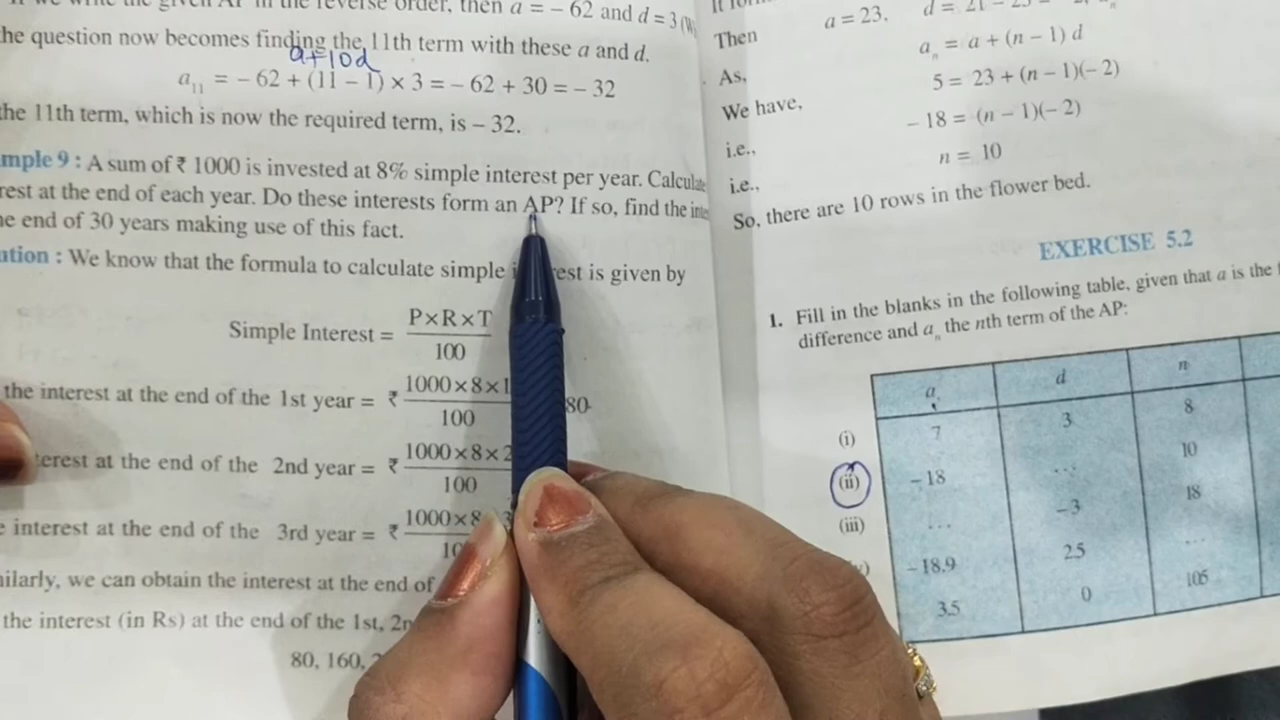 the given AP in the reverse order, then a = – 62 and d = 3
he question now becomes finding the 11th term with these a and d.
a+10d
a₁₁ = – 62 + (11 – 1) × 3 = – 62 + 30 = – 32
the 11th term, which is now the required term, is – 32.
mple 9 : A sum of ₹ 1000 is invested at 8% simple interest per year. Calculate
rest at the end of each year. Do these interests form an AP? If so, find the inte
e end of 30 years making use of this fact.
ution : We know that the formula to calculate simple i rest is given by
Simple Interest = P×R×T
100
the interest at the end of the 1st year = ₹ 1000×8×1
100
80
terest at the end of the 2nd year = ₹ 1000×8×2
100
e interest at the end of the 3rd year = ₹ 1000×8 3
10
ilarly, we can obtain the interest at the end of
the interest (in Rs) at the end of the 1st, 2n
80, 160,
Then
a = 23,
As,
aₙ = a + (n – 1) d
We have,
5 = 23 + (n – 1)(– 2)
i.e.,
– 18 = (n – 1)(– 2)
i.e.,
n = 10
So, there are 10 rows in the flower bed.
EXERCISE 5.2
1. Fill in the blanks in the following table, given that a is the
difference and aₙ the nth term of the AP:
a d n
(i) 7 3 8
(ii) – 18 ... 10
(iii) ... – 3 18
– 18.9 2.5 ...
3.5 0 105